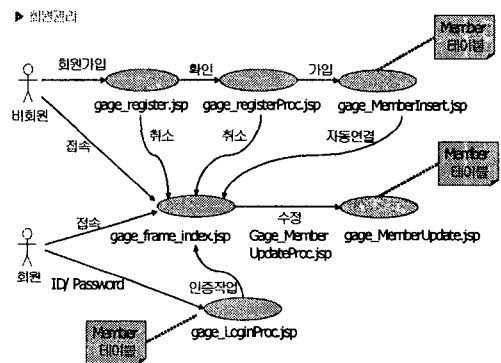 ▶ 회원관리
회원가입
확인
가입
Member
테이블
비회원
gage_register.jsp
gage_registerProc.jsp
gage_MemberInsert.jsp
취소
취소
자동연결
접속
Member
테이블
접속
gage_frame_index.jsp
수정
Gage_Member
UpdateProc.jsp
gage_MemberUpdate.jsp
회원
ID/ Password
인증작업
Member
테이블
gage_LoginProc.jsp